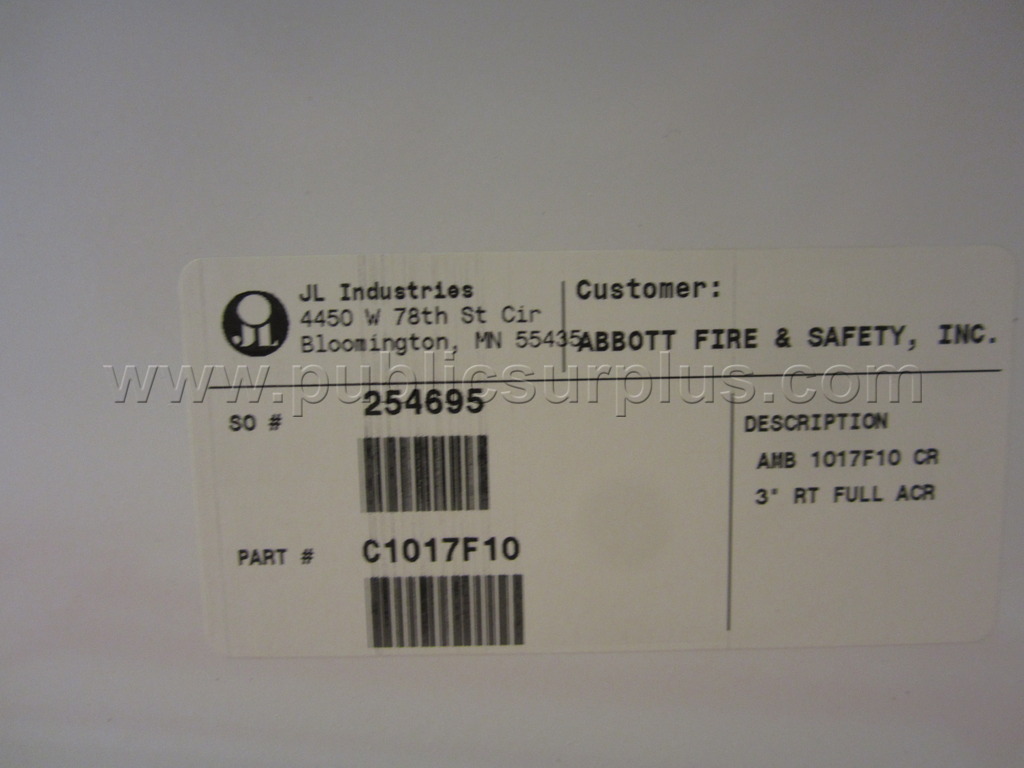 JL
JL Industries
4450 W 78th St Cir
Bloomington, MN 55435
Customer:
ABBOTT FIRE & SAFETY, INC.
www.publicsurplus.com
SO #
254695
PART #
C1017F10
DESCRIPTION
AMB 1017F10 CR
3" RT FULL ACR